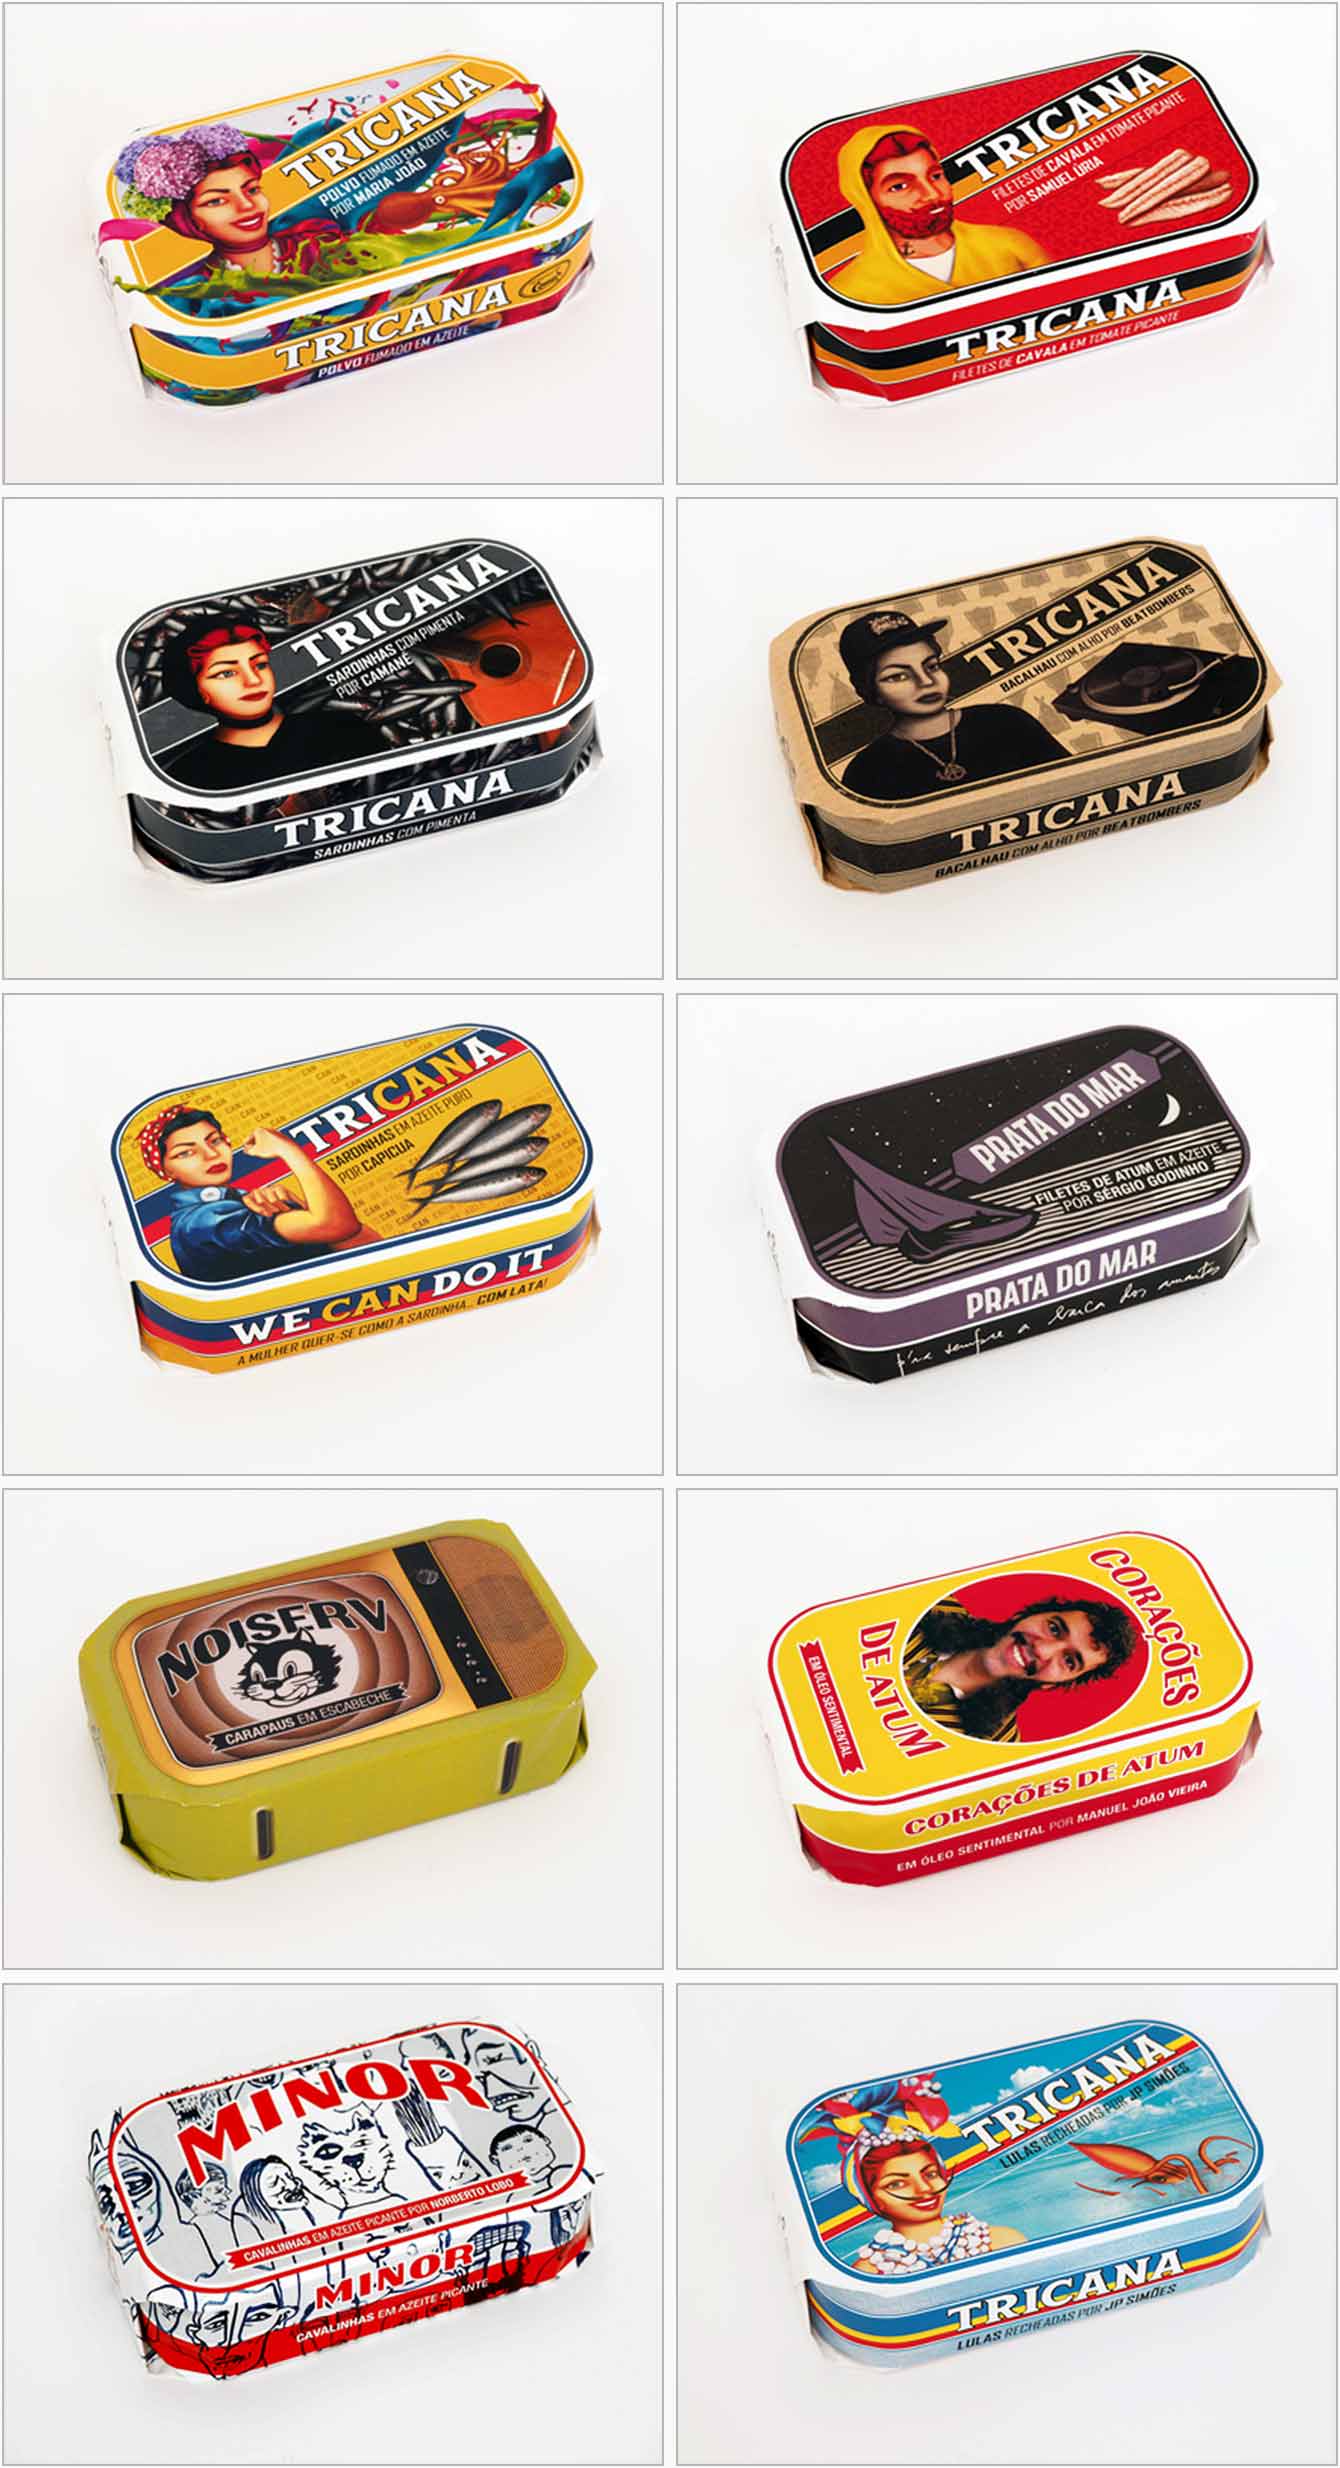 TRICANA
POLVO FUMADO EM AZEITE
POR MARIA JOÃO
TRICANA
POLVO FUMADO EM AZEITE
TRICANA
FILETES DE CAVALA EM TOMATE PICANTE
POR SAMUEL ÚRIA
TRICANA
FILETES DE CAVALA EM TOMATE PICANTE
TRICANA
SARDINHAS COM PIMENTA
POR CAMANÉ
TRICANA
SARDINHAS COM PIMENTA
TRICANA
BACALHAU COM ALHO POR BEATBOMBERS
TRICANA
BACALHAU COM ALHO POR BEATBOMBERS
TRICANA
SARDINHAS EM AZEITE PURO
POR CAPICUA
WE CAN DO IT
A MULHER QUER-SE COMO A SARDINHA... COM LATA!
PRATA DO MAR
FILETES DE ATUM EM AZEITE
POR SÉRGIO GODINHO
PRATA DO MAR
p'ra sempre a barca dos amantes
NOISERV
CARAPAUS EM ESCABECHE
CORAÇÕES
DE ATUM
EM ÓLEO SENTIMENTAL
CORAÇÕES DE ATUM
EM ÓLEO SENTIMENTAL POR MANUEL JOÃO VIEIRA
MINOR
CAVALINHAS EM AZEITE PICANTE POR NORBERTO LOBO
MINOR
CAVALINHAS EM AZEITE PICANTE
TRICANA
LULAS RECHEADAS POR JP SIMÕES
TRICANA
LULAS RECHEADAS POR JP SIMÕES